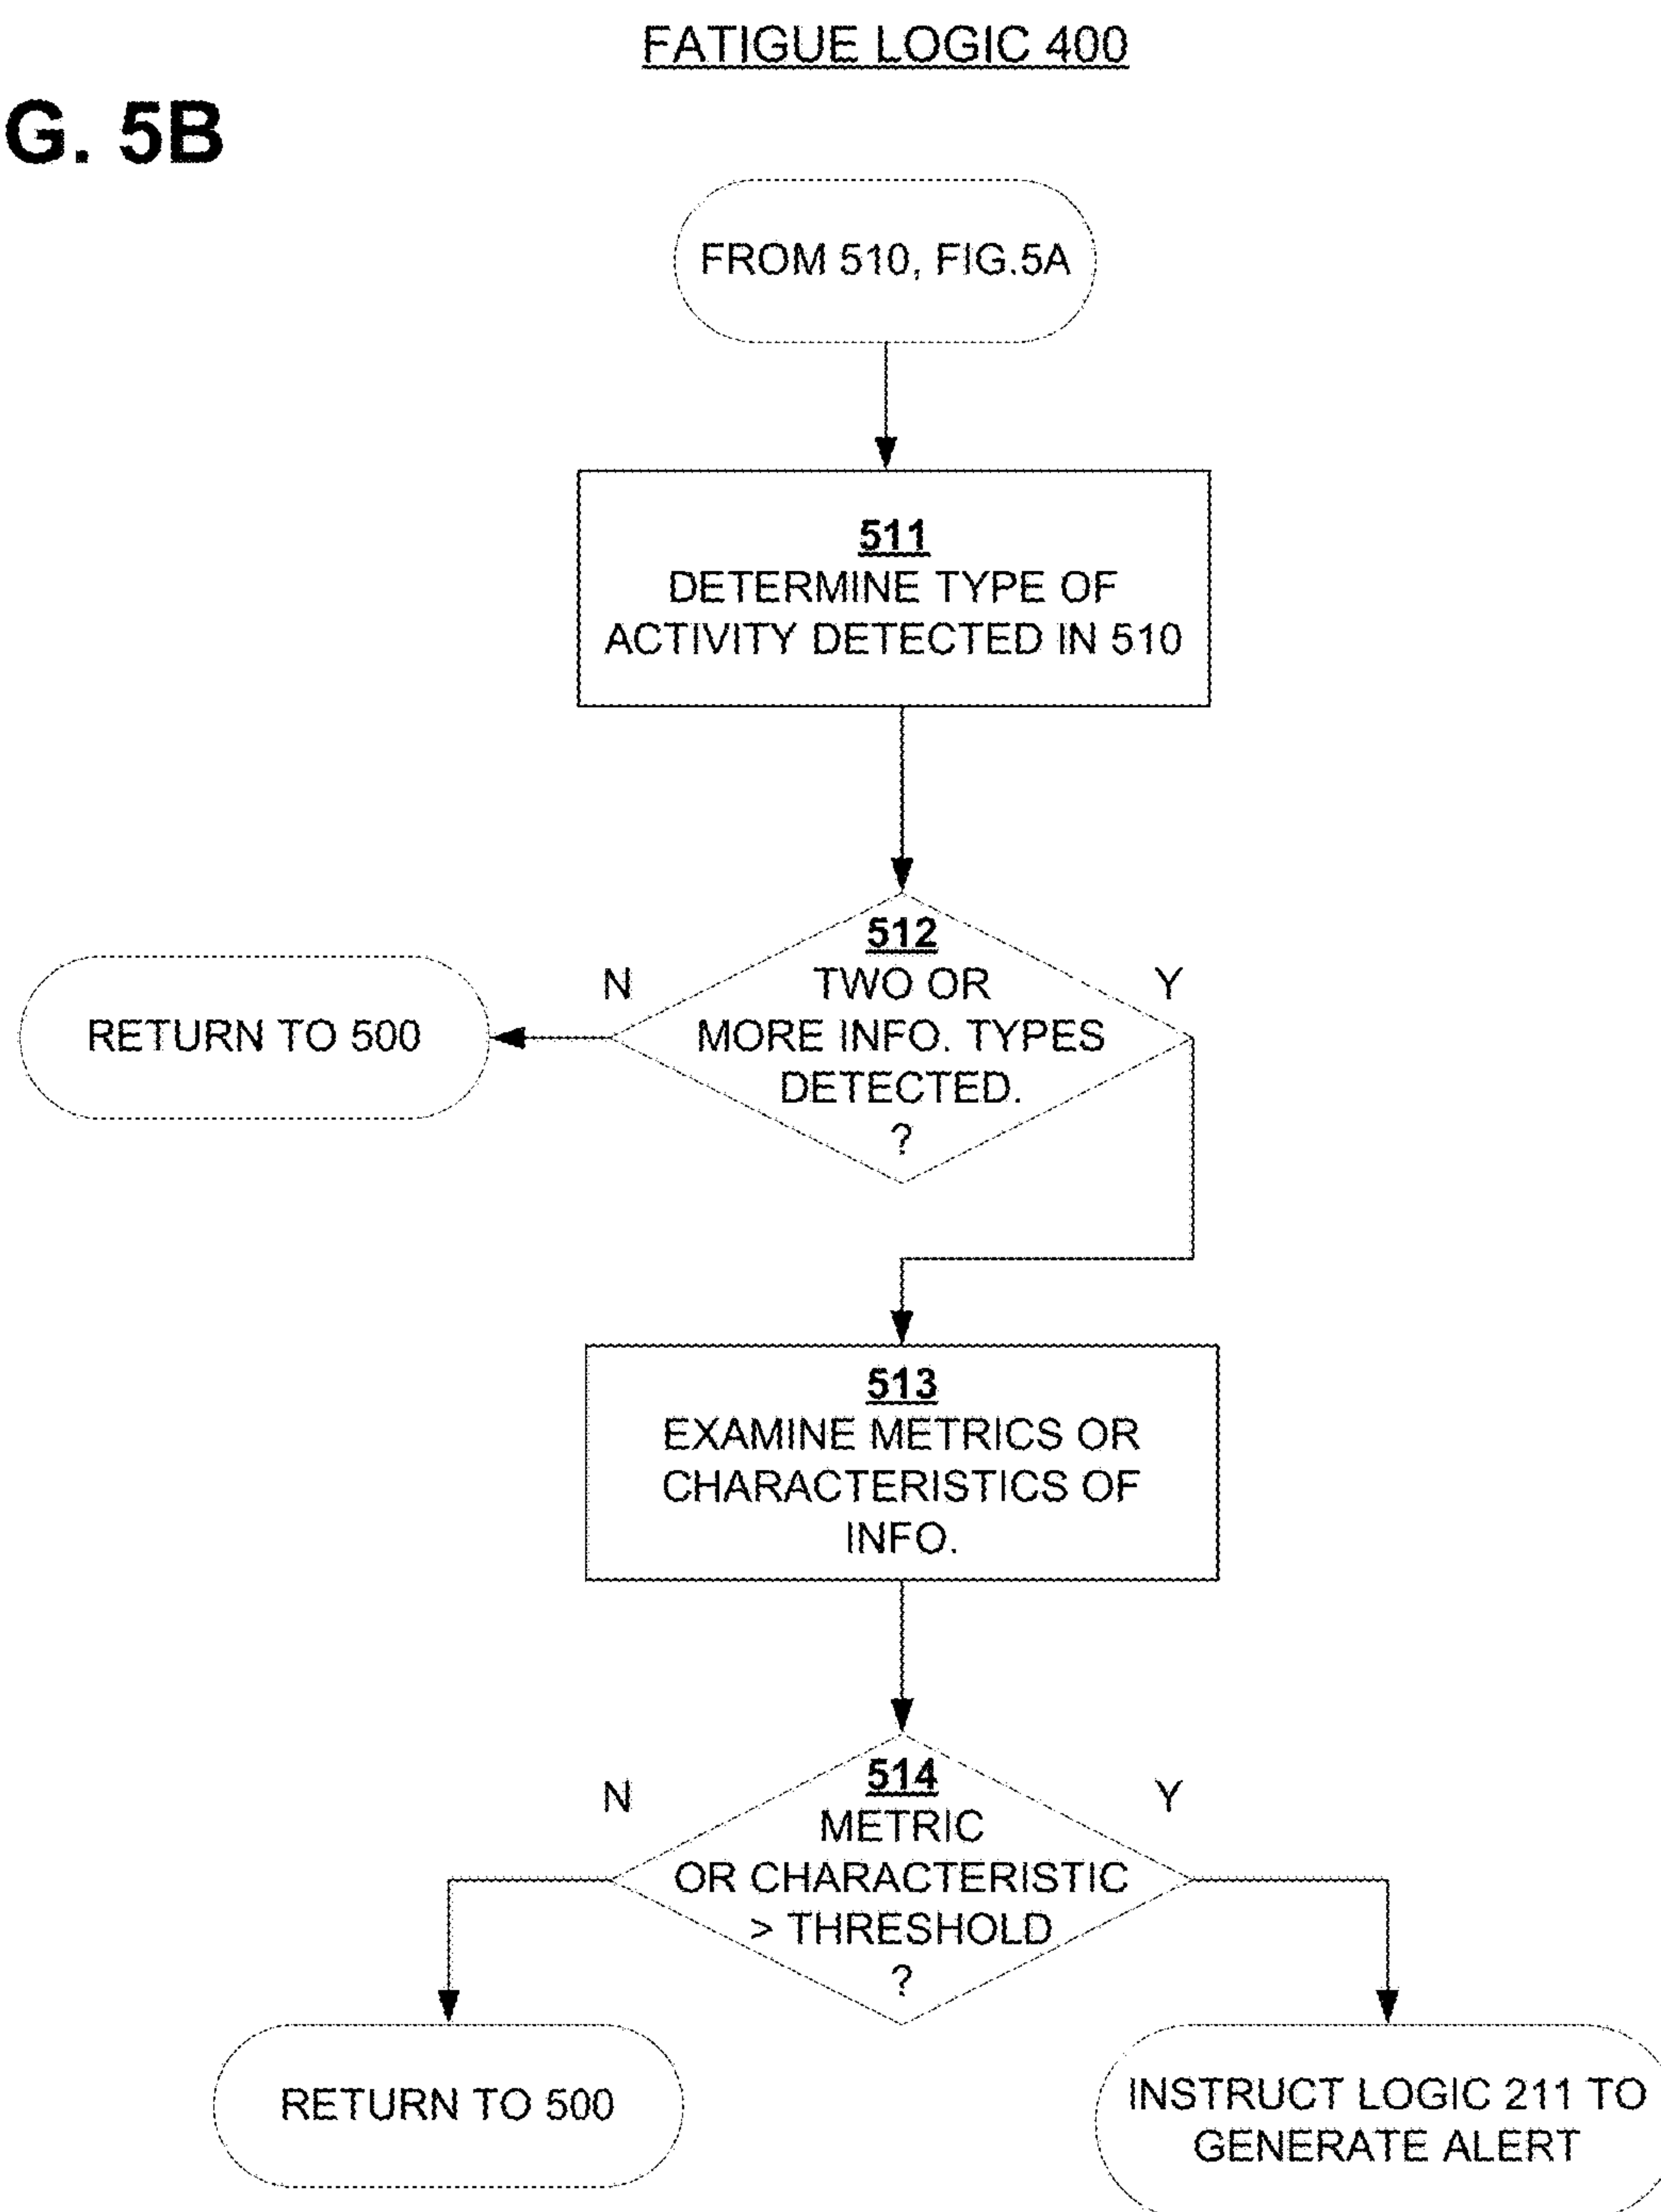 FATIGUE LOGIC 400
G. 5B
FROM 510, FIG.5A
511
DETERMINE TYPE OF
ACTIVITY DETECTED IN 510
512
TWO OR
MORE INFO. TYPES
DETECTED.
?
N
Y
RETURN TO 500
513
EXAMINE METRICS OR
CHARACTERISTICS OF
INFO.
514
METRIC
OR CHARACTERISTIC
> THRESHOLD
?
N
Y
RETURN TO 500
INSTRUCT LOGIC 211 TO
GENERATE ALERT